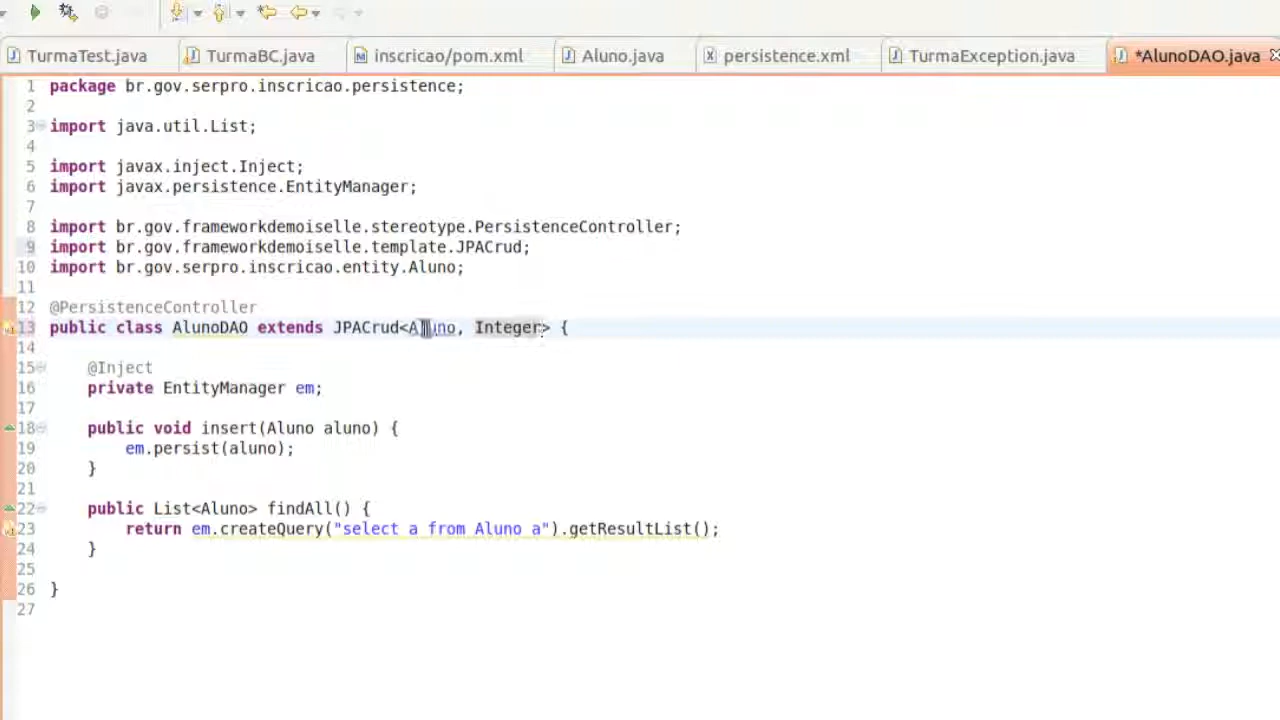 TurmaTest.java TurmaBC.java inscricao/pom.xml Aluno.java persistence.xml TurmaException.java *AlunoDAO.java
1 package br.gov.serpro.inscricao.persistence;
2
3 import java.util.List;
4
5 import javax.inject.Inject;
6 import javax.persistence.EntityManager;
7
8 import br.gov.frameworkdemoiselle.stereotype.PersistenceController;
9 import br.gov.frameworkdemoiselle.template.JPACrud;
10 import br.gov.serpro.inscricao.entity.Aluno;
11
12 @PersistenceController
13 public class AlunoDAO extends JPACrud<Aluno, Integer> {
14
15 @Inject
16 private EntityManager em;
17
18 public void insert(Aluno aluno) {
19 em.persist(aluno);
20 }
21
22 public List<Aluno> findAll() {
23 return em.createQuery("select a from Aluno a").getResultList();
24 }
25
26 }
27